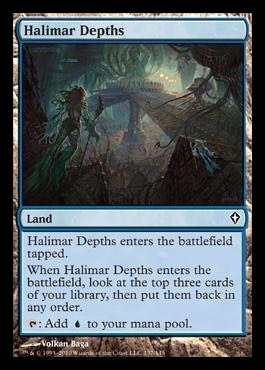 Halimar Depths
Land
Halimar Depths enters the battlefield
tapped.
When Halimar Depths enters the
battlefield, look at the top three cards
of your library, then put them back in
any order.
: Add to your mana pool.
Volkan Baga
™ & © 1993-2010 Wizards of the Coast LLC 137/145